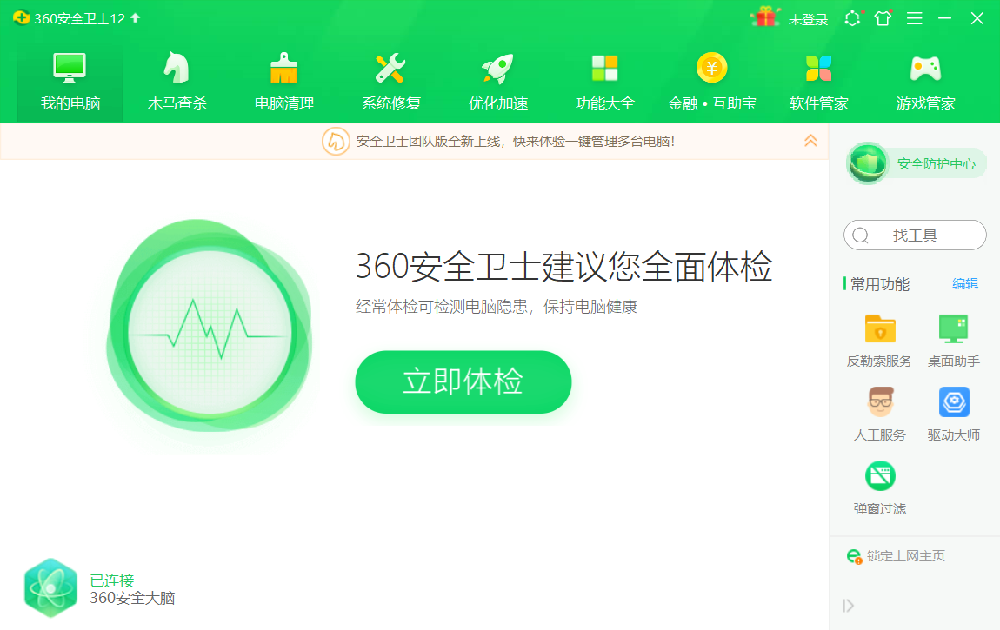 360安全卫士12
未登录
我的电脑
木马查杀
电脑清理
系统修复
优化加速
功能大全
金融·互助宝
软件管家
游戏管家
安全卫士团队版全新上线，快来体验一键管理多台电脑！
安全防护中心
找工具
常用功能
编辑
反勒索服务
桌面助手
人工服务
驱动大师
弹窗过滤
锁定上网主页
360安全卫士建议您全面体检
经常体检可检测电脑隐患，保持电脑健康
立即体检
已连接
360安全大脑